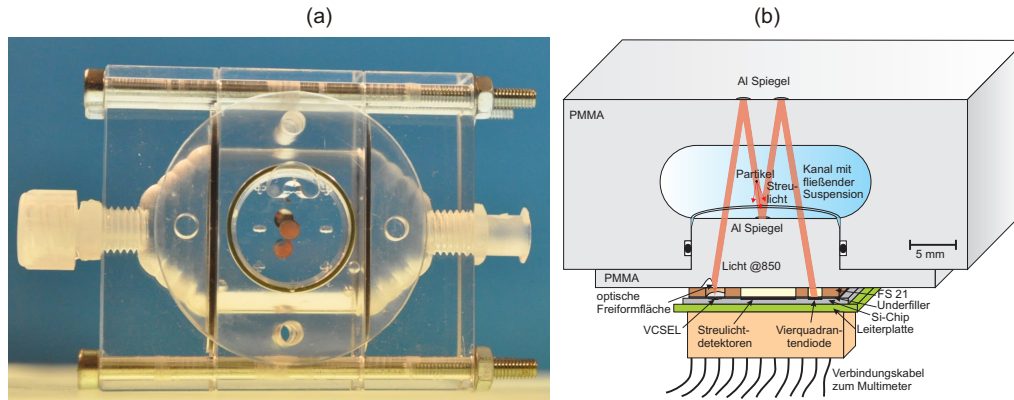 (a)
(b)
Al Spiegel
PMMA
Partikel
Streu-
licht
Kanal mit
fließender
Suspension
Al Spiegel
5 mm
Licht @850
PMMA
optische
Freiformfläche
FS 21
Underfiller
Si-Chip
Leiterplatte
VCSEL
Streulicht-
detektoren
Vierquadran-
tendiode
Verbindungskabel
zum Multimeter